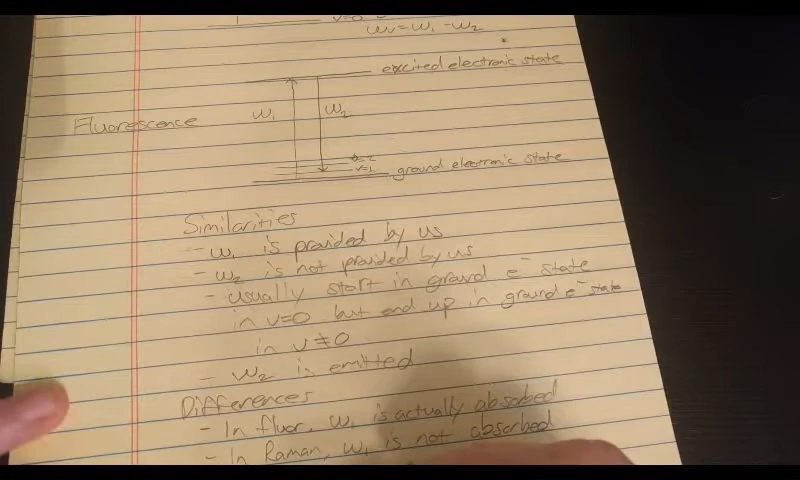 ωv = ω₁ - ω₂
excited electronic state
Fluorescence
ω₁
ω₂
v=2
v=1
ground electronic state
Similarities
- ω₁ is provided by us
- ω₂ is not provided by us
- usually start in ground e⁻ state
in v=0 but end up in ground e⁻ state
in v≠0
- ω₂ is emitted
Differences
- In fluor, ω₁ is actually absorbed
- In Raman, ω₁ is not absorbed